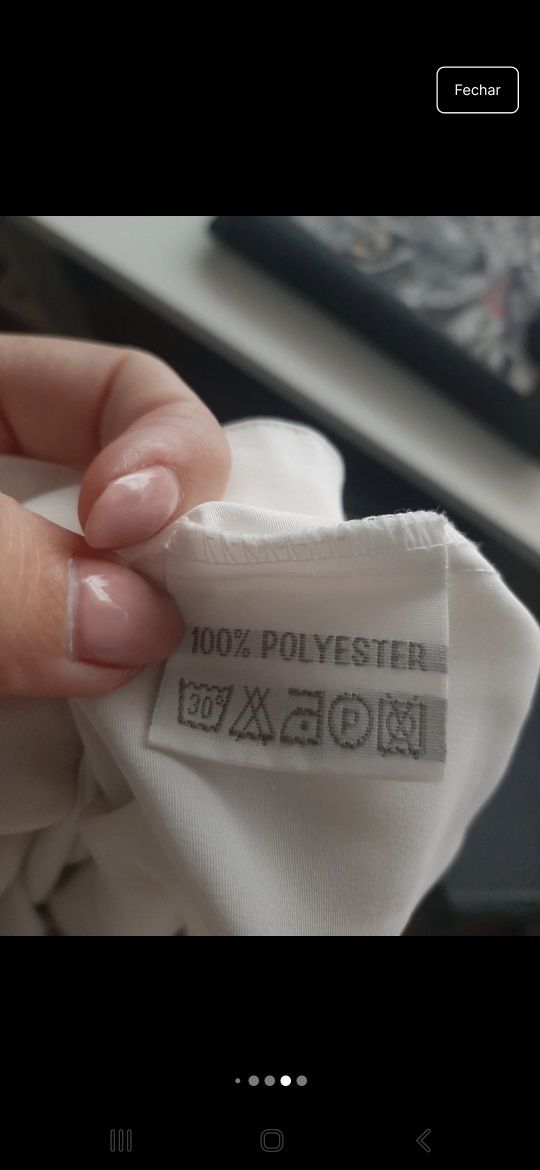 Fechar
100% POLYESTER
30°
P